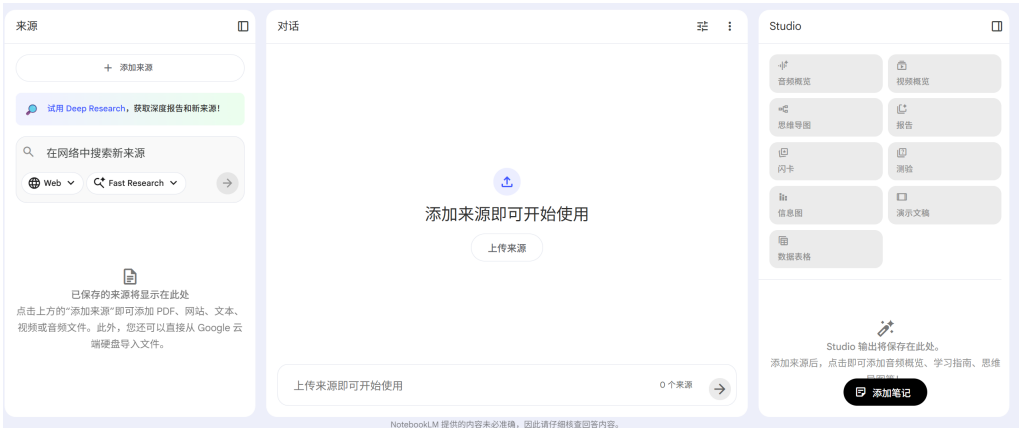 来源
添加来源
试用 Deep Research，获取深度报告和新来源！
在网络中搜索新来源
Web
Fast Research
已保存的来源将显示在此处
点击上方的“添加来源”即可添加 PDF、网站、文本、
视频或音频文件。此外，您还可以直接从 Google 云
端硬盘导入文件。
对话
添加来源即可开始使用
上传来源
上传来源即可开始使用
0 个来源
NotebookLM 提供的内容未必准确，因此请仔细核查回答内容。
Studio
音频概览
视频概览
思维导图
报告
闪卡
测验
信息图
演示文稿
数据表格
Studio 输出将保存在此处。
添加来源后，点击即可添加音频概览、学习指南、思维
添加笔记